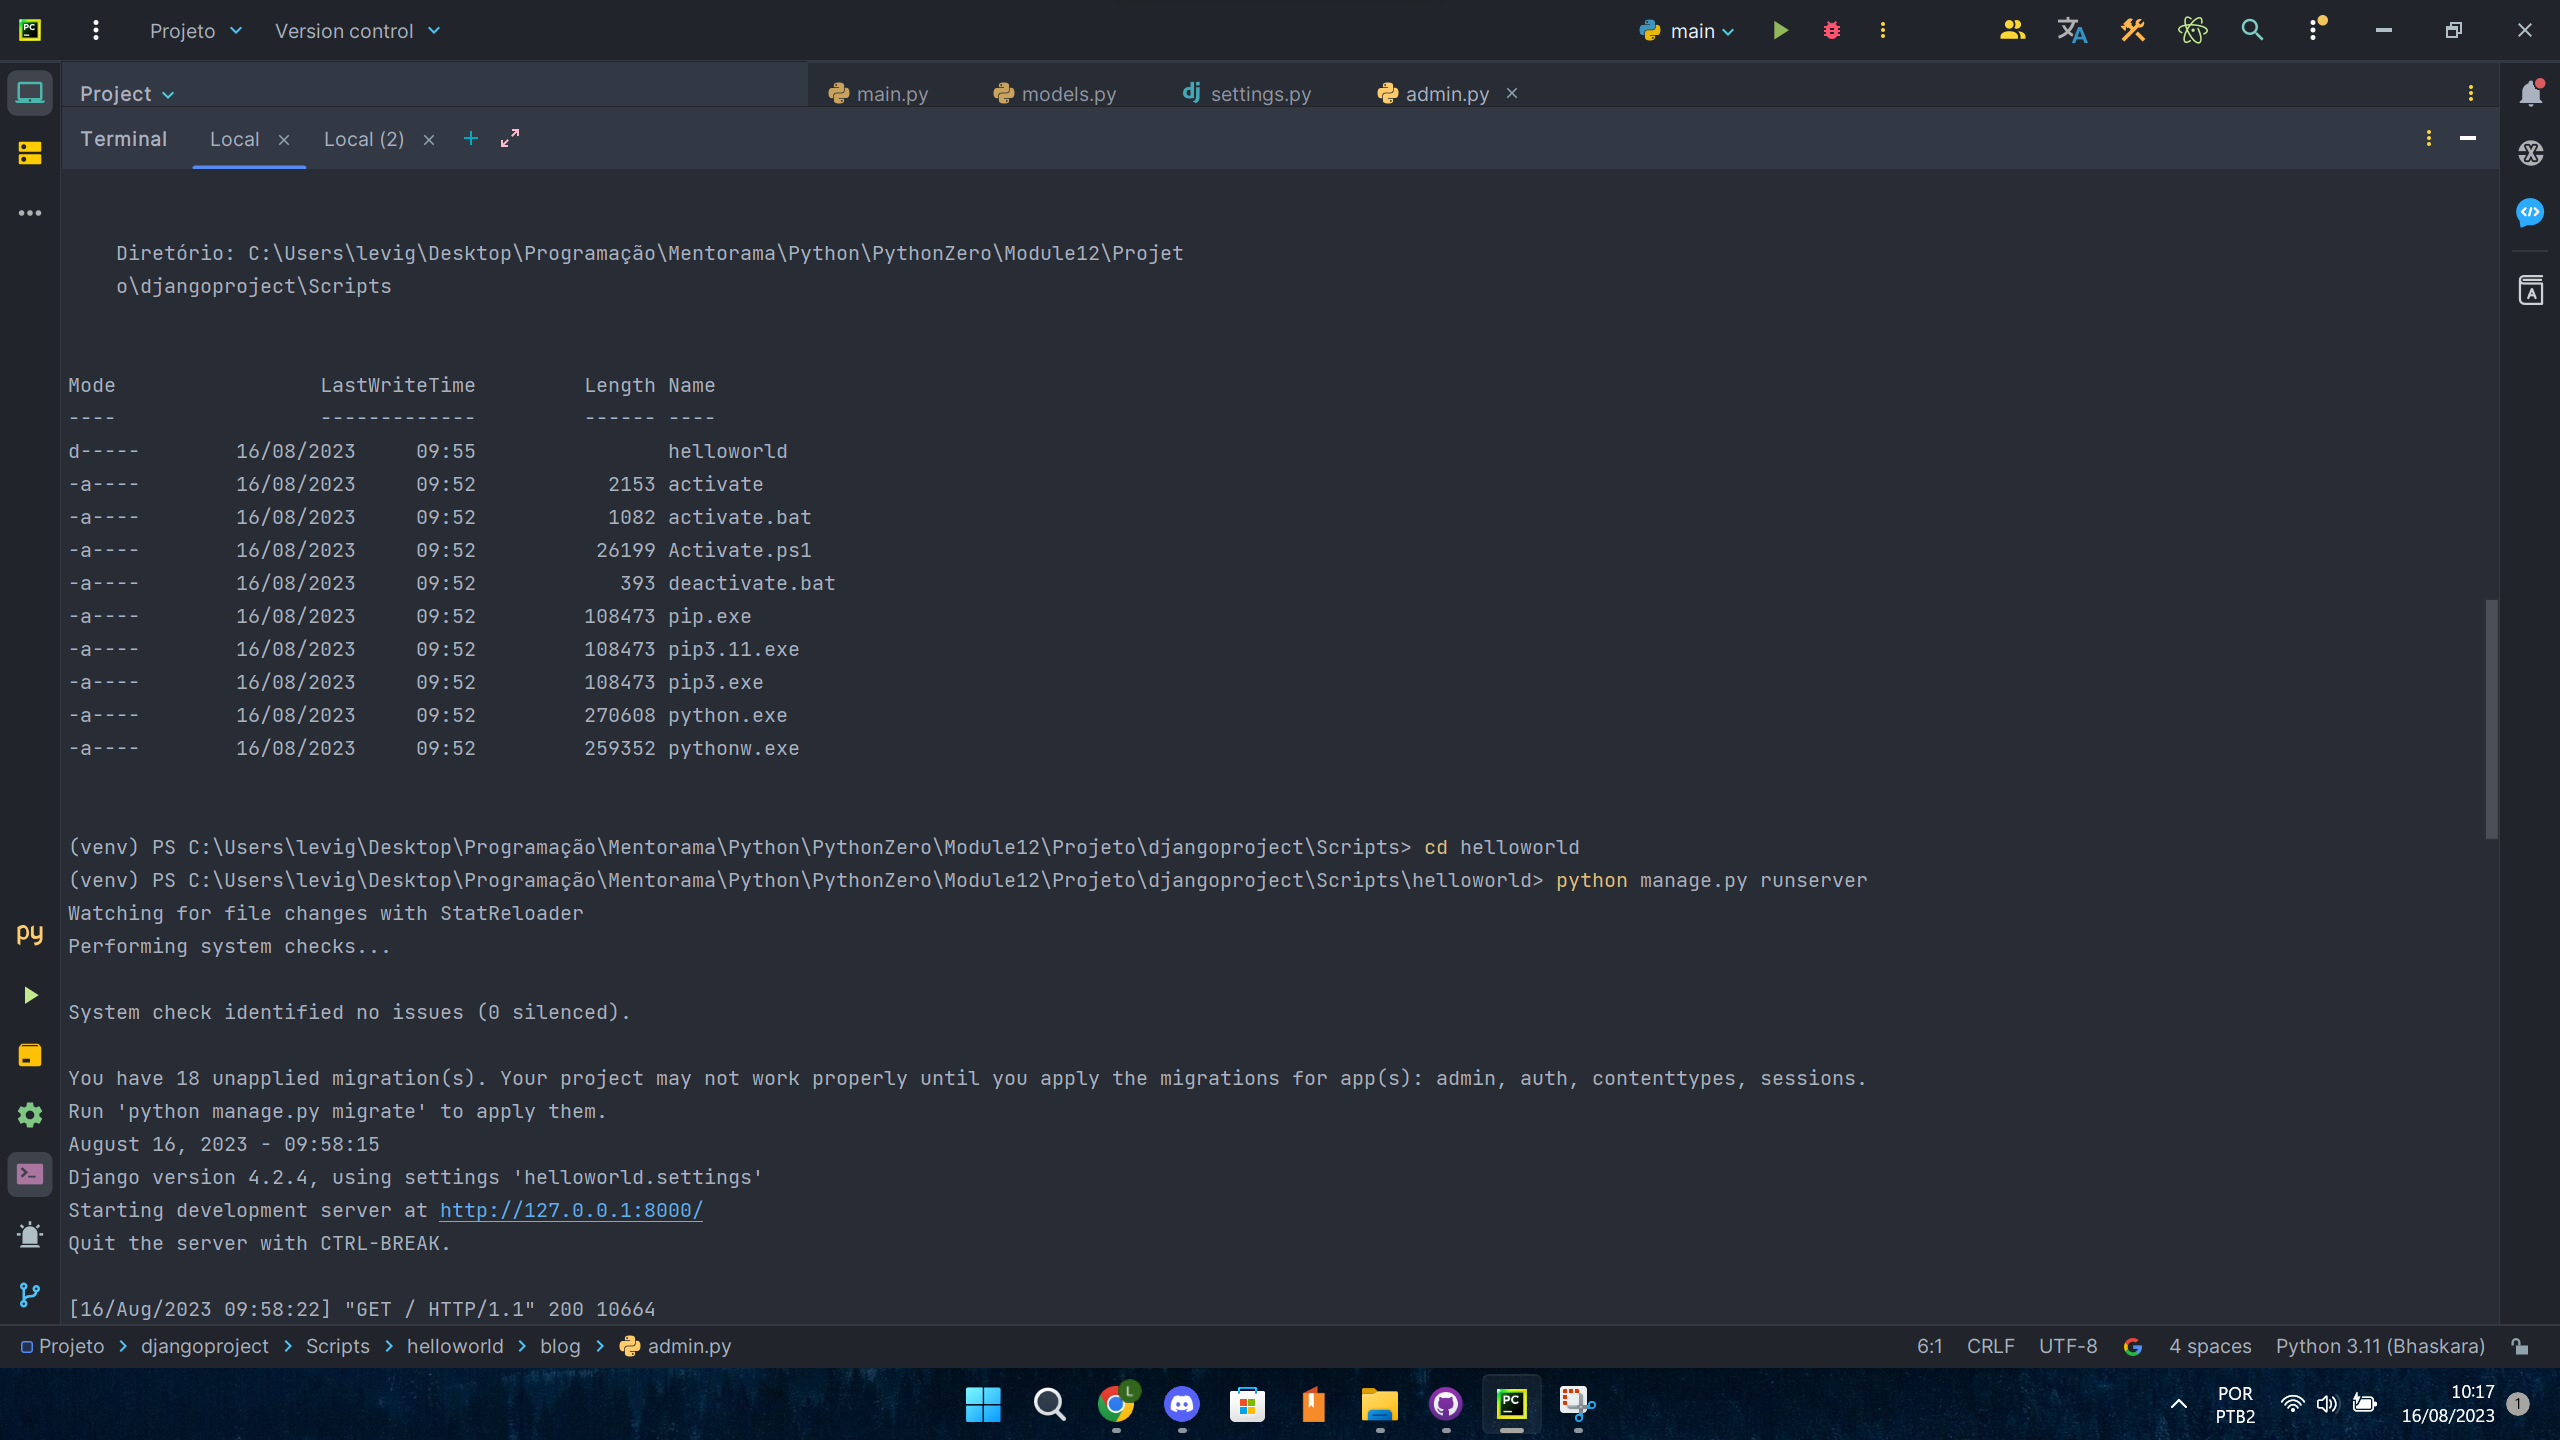 Projeto Version control main
Project main.py models.py settings.py admin.py
Terminal Local Local (2)
Diretório: C:\Users\levig\Desktop\Programação\Mentorama\Python\PythonZero\Module12\Projet
o\djangoproject\Scripts
Mode LastWriteTime Length Name
---- ------------- ------ ----
d----- 16/08/2023 09:55 helloworld
-a---- 16/08/2023 09:52 2153 activate
-a---- 16/08/2023 09:52 1082 activate.bat
-a---- 16/08/2023 09:52 26199 Activate.ps1
-a---- 16/08/2023 09:52 393 deactivate.bat
-a---- 16/08/2023 09:52 108473 pip.exe
-a---- 16/08/2023 09:52 108473 pip3.11.exe
-a---- 16/08/2023 09:52 108473 pip3.exe
-a---- 16/08/2023 09:52 270608 python.exe
-a---- 16/08/2023 09:52 259352 pythonw.exe
(venv) PS C:\Users\levig\Desktop\Programação\Mentorama\Python\PythonZero\Module12\Projeto\djangoproject\Scripts> cd helloworld
(venv) PS C:\Users\levig\Desktop\Programação\Mentorama\Python\PythonZero\Module12\Projeto\djangoproject\Scripts\helloworld> python manage.py runserver
Watching for file changes with StatReloader
Performing system checks...
System check identified no issues (0 silenced).
You have 18 unapplied migration(s). Your project may not work properly until you apply the migrations for app(s): admin, auth, contenttypes, sessions.
Run 'python manage.py migrate' to apply them.
August 16, 2023 - 09:58:15
Django version 4.2.4, using settings 'helloworld.settings'
Starting development server at http://127.0.0.1:8000/
Quit the server with CTRL-BREAK.
[16/Aug/2023 09:58:22] "GET / HTTP/1.1" 200 10664
Projeto djangoproject Scripts helloworld blog admin.py 6:1 CRLF UTF-8 4 spaces Python 3.11 (Bhaskara)
POR 10:17
PTB2 16/08/2023 1